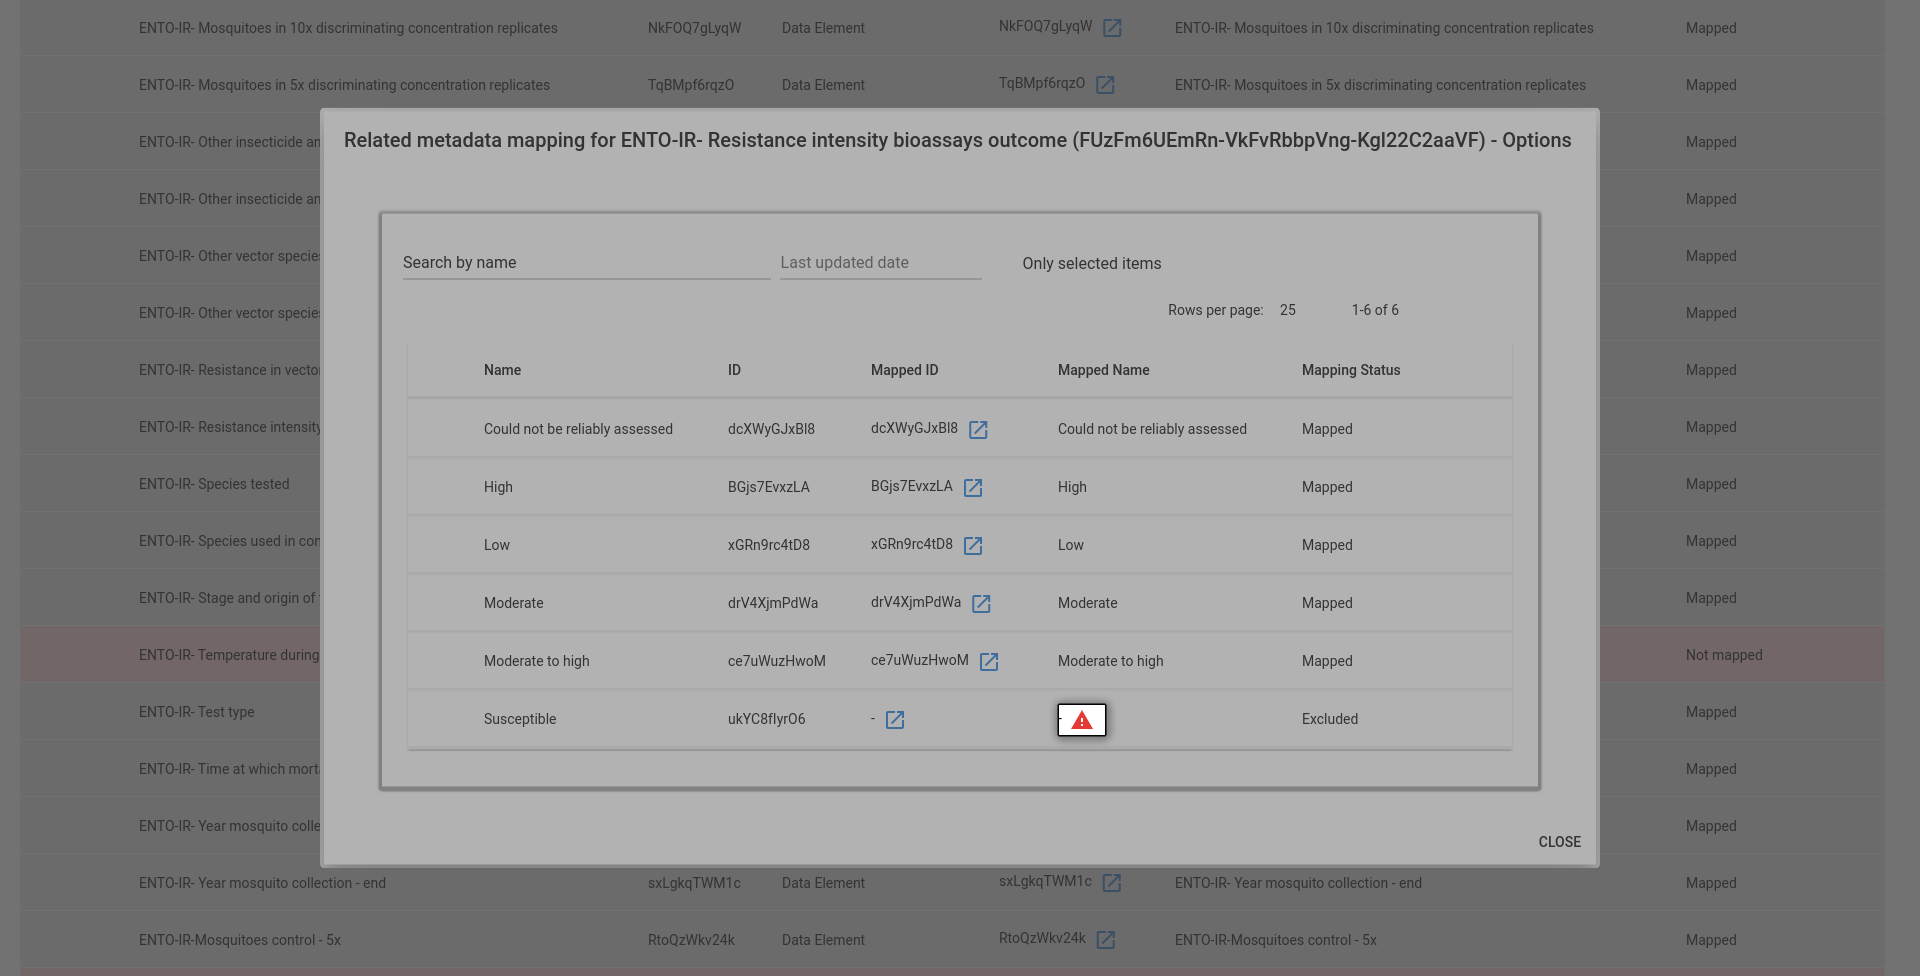 ENTO-IR- Mosquitoes in 10x discriminating concentration replicates NkFOQ7gLyqW Data Element NkFOQ7gLyqW ENTO-IR- Mosquitoes in 10x discriminating concentration replicates Mapped
ENTO-IR- Mosquitoes in 5x discriminating concentration replicates TqBMpf6rqzO Data Element TqBMpf6rqzO ENTO-IR- Mosquitoes in 5x discriminating concentration replicates Mapped
Related metadata mapping for ENTO-IR- Resistance intensity bioassays outcome (FUzFm6UEmRn-VkFvRbbpVng-Kgl22C2aaVF) - Options
ENTO-IR- Other insecticide an Mapped
ENTO-IR- Other insecticide an Mapped
ENTO-IR- Other vector specie Mapped
Search by name Last updated date Only selected items
ENTO-IR- Other vector specie Mapped
Rows per page: 25 1-6 of 6
ENTO-IR- Resistance in vecto Mapped
Name ID Mapped ID Mapped Name Mapping Status
ENTO-IR- Resistance intensity Mapped
Could not be reliably assessed dcXWyGJxBl8 dcXWyGJxBl8 Could not be reliably assessed Mapped
ENTO-IR- Species tested Mapped
High BGjs7EvxzLA BGjs7EvxzLA High Mapped
ENTO-IR- Species used in con Mapped
Low xGRn9rc4tD8 xGRn9rc4tD8 Low Mapped
ENTO-IR- Stage and origin of Mapped
Moderate drV4XjmPdWa drV4XjmPdWa Moderate Mapped
ENTO-IR- Temperature during Not mapped
Moderate to high ce7uWuzHwoM ce7uWuzHwoM Moderate to high Mapped
ENTO-IR- Test type Mapped
Susceptible ukYC8flyrO6 - - Excluded
ENTO-IR- Time at which mort Mapped
ENTO-IR- Year mosquito colle Mapped
CLOSE
ENTO-IR- Year mosquito collection - end sxLgkqTWM1c Data Element sxLgkqTWM1c ENTO-IR- Year mosquito collection - end Mapped
ENTO-IR-Mosquitoes control - 5x RtoQzWkv24k Data Element RtoQzWkv24k ENTO-IR-Mosquitoes control - 5x Mapped